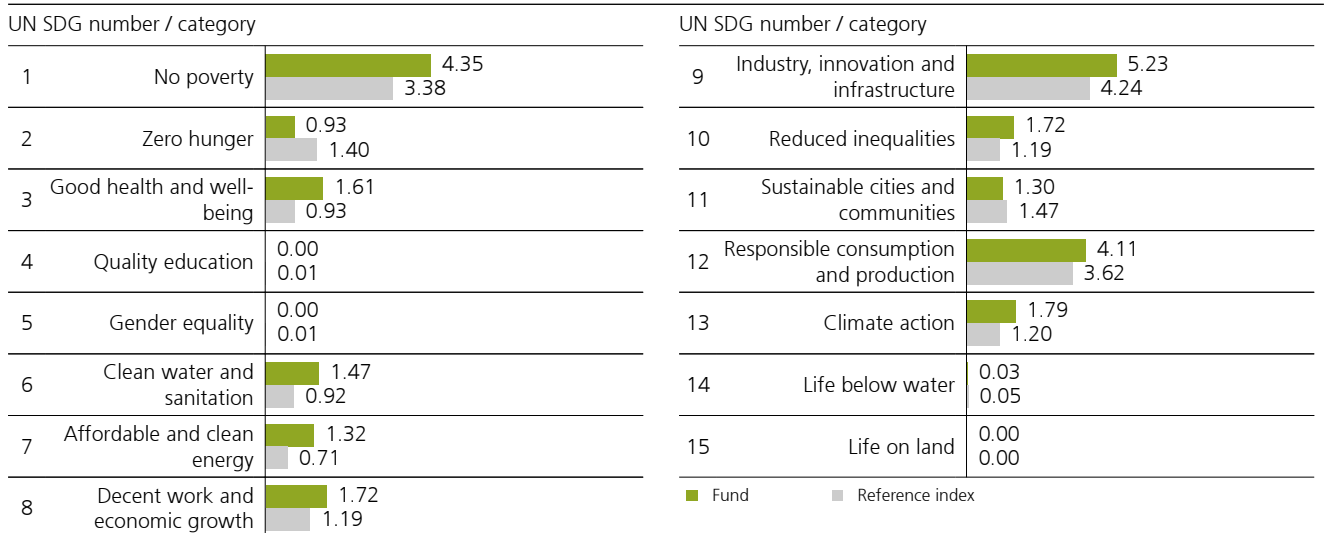 UN SDG number / category
1
No poverty
4.35
3.38
2
Zero hunger
0.93
1.40
3
Good health and well-
being
1.61
0.93
4
Quality education
0.00
0.01
5
Gender equality
0.00
0.01
6
Clean water and
sanitation
1.47
0.92
7
Affordable and clean
energy
1.32
0.71
8
Decent work and
economic growth
1.72
1.19
UN SDG number / category
9
Industry, innovation and
infrastructure
5.23
4.24
10
Reduced inequalities
1.72
1.19
11
Sustainable cities and
communities
1.30
1.47
12
Responsible consumption
and production
4.11
3.62
13
Climate action
1.79
1.20
14
Life below water
0.03
0.05
15
Life on land
0.00
0.00
Fund
Reference index